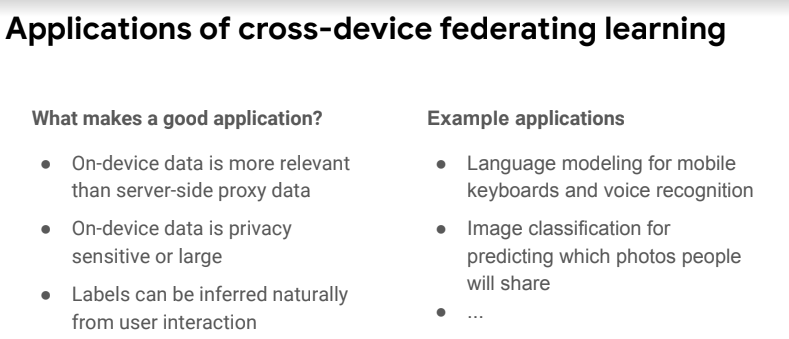 Applications of cross-device federating learning
What makes a good application?
● On-device data is more relevant
than server-side proxy data
● On-device data is privacy
sensitive or large
● Labels can be inferred naturally
from user interaction
Example applications
● Language modeling for mobile
keyboards and voice recognition
● Image classification for
predicting which photos people
will share
● ...